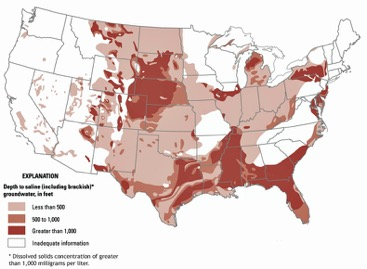 EXPLANATION
Depth to saline (including brackish)*
groundwater, in feet
Less than 500
500 to 1,000
Greater than 1,000
Inadequate information
* Dissolved solids concentration of greater
than 1,000 milligrams per liter.